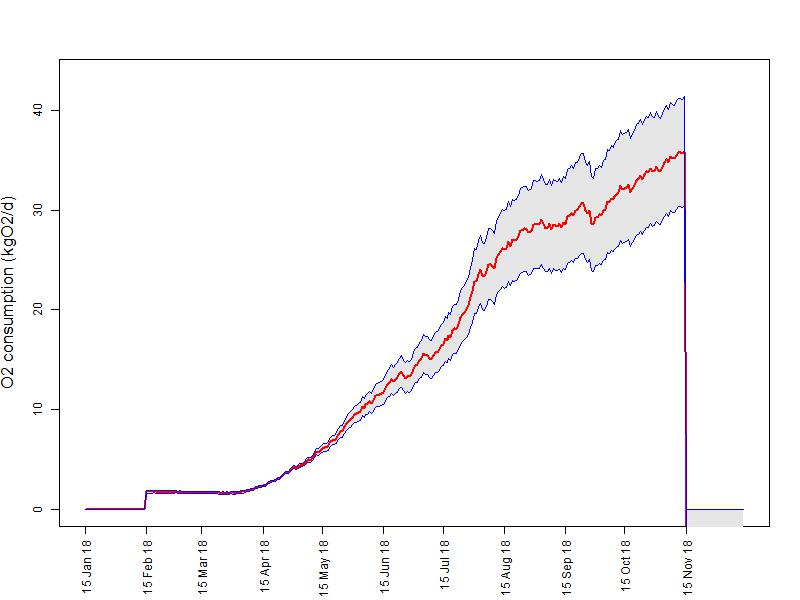 O2 consumption (kgO2/d)
40
30
20
10
0
15 Jan 18
15 Feb 18
15 Mar 18
15 Apr 18
15 May 18
15 Jun 18
15 Jul 18
15 Aug 18
15 Sep 18
15 Oct 18
15 Nov 18